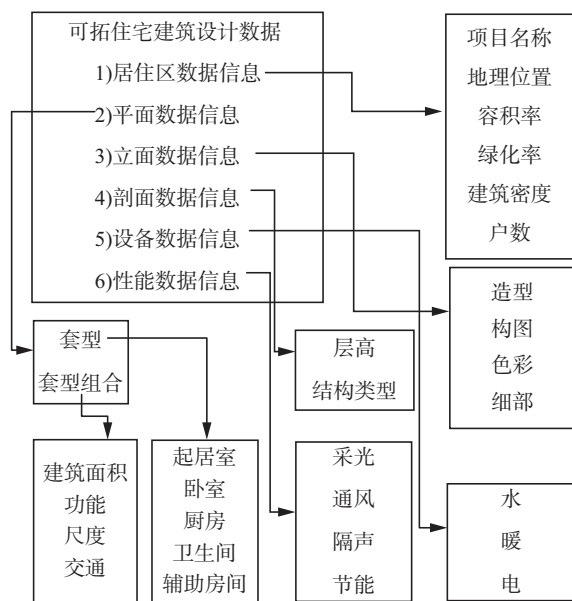 可拓住宅建筑设计数据
1)居住区数据信息
2)平面数据信息
3)立面数据信息
4)剖面数据信息
5)设备数据信息
6)性能数据信息
项目名称
地理位置
容积率
绿化率
建筑密度
户数
造型
构图
色彩
细部
套型
套型组合
层高
结构类型
建筑面积
功能
尺度
交通
起居室
卧室
厨房
卫生间
辅助房间
采光
通风
隔声
节能
水
暖
电